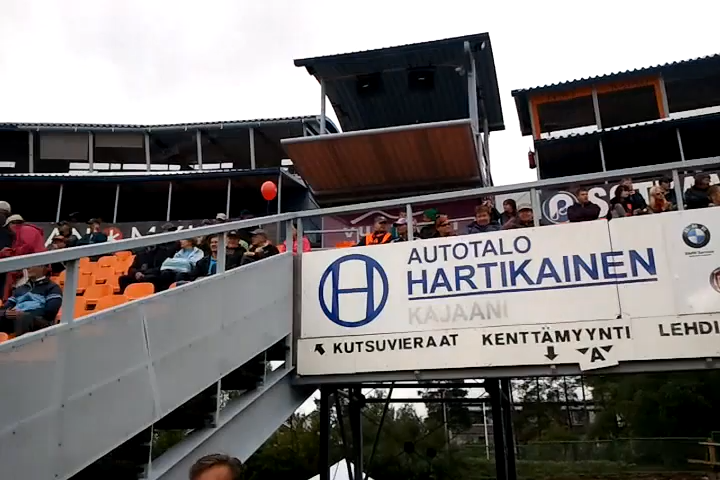 AUTOTALO
HARTIKAINEN
KAJAANI
KUTSUVIERAAT KENTTÄMYYNTI LEHDI
A
BMW